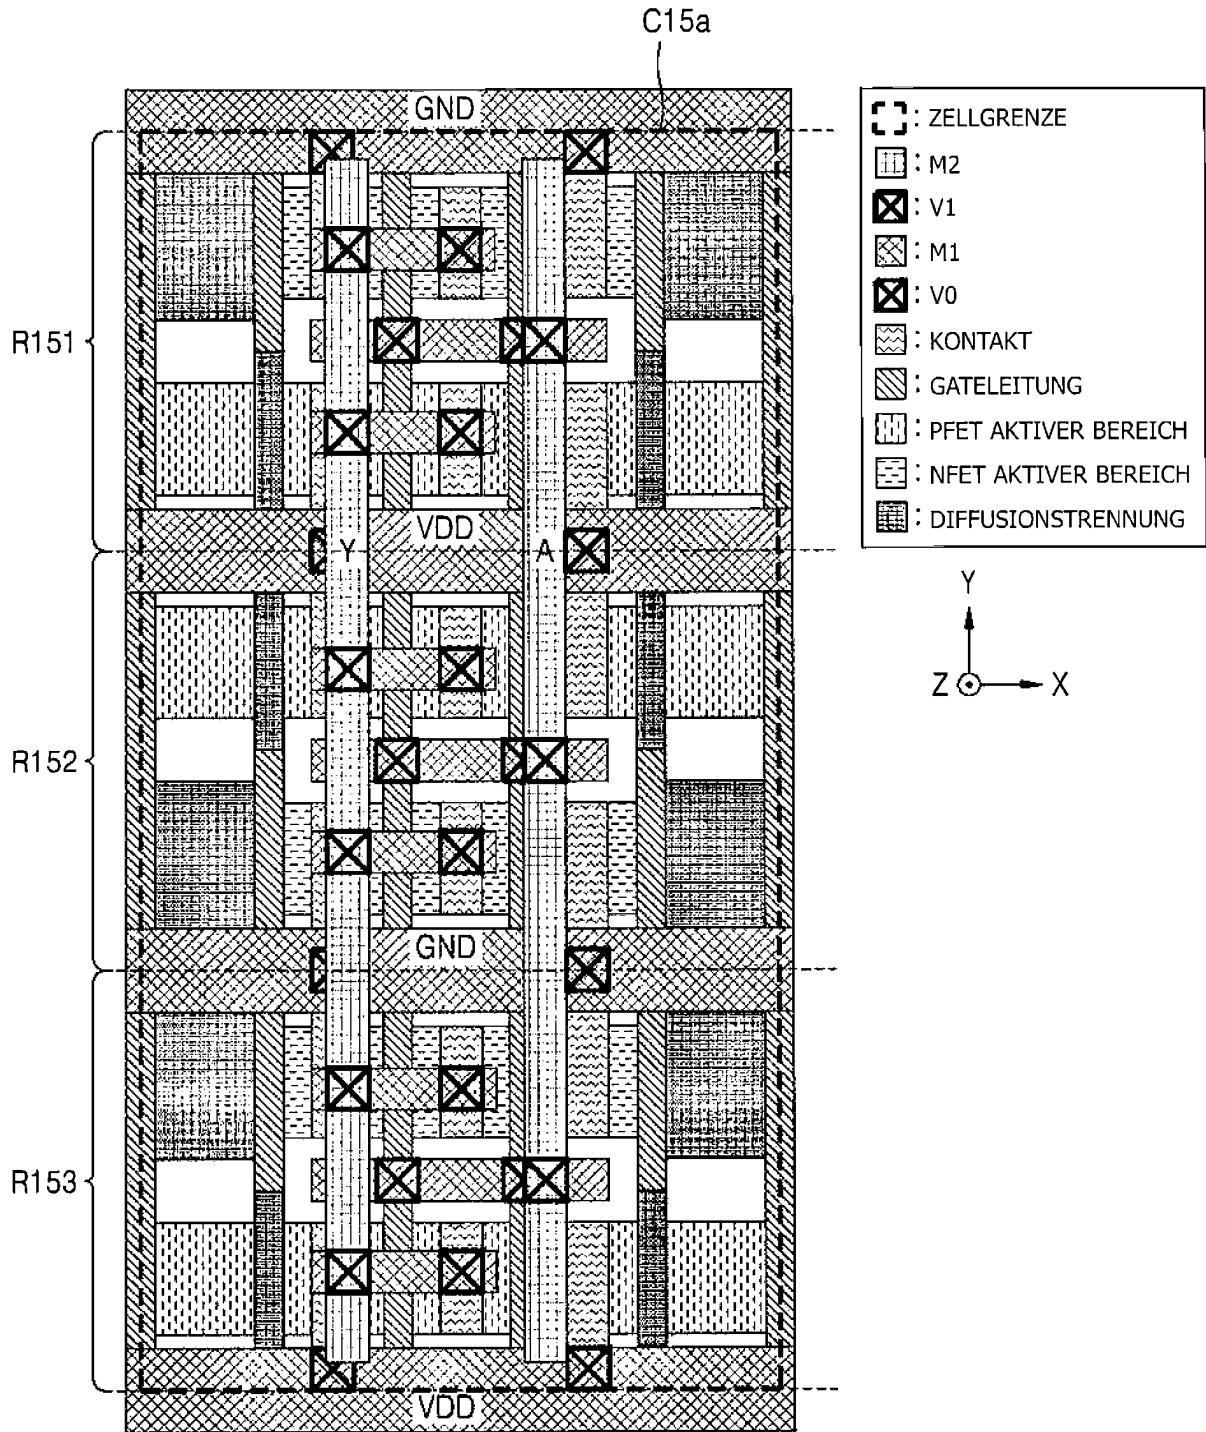 C15a
GND
R151
VDD
Y
A
R152
GND
R153
VDD
: ZELLGRENZE
: M2
: V1
: M1
: V0
: KONTAKT
: GATELEITUNG
: PFET AKTIVER BEREICH
: NFET AKTIVER BEREICH
: DIFFUSIONSTRENNUNG
Y
Z
X